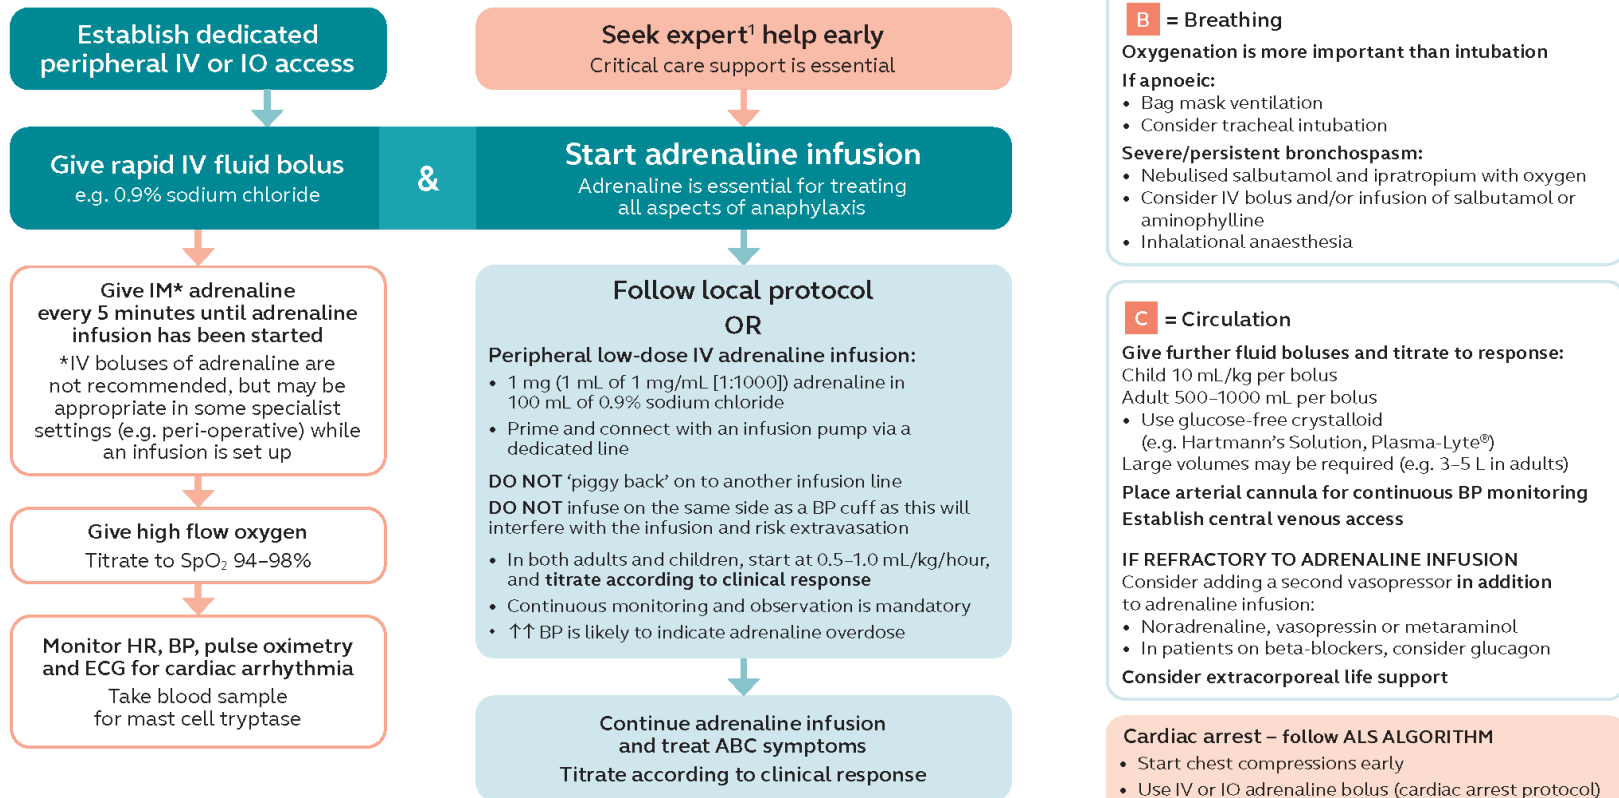 Establish dedicated
peripheral IV or IO access
Seek expert¹ help early
Critical care support is essential
Give rapid IV fluid bolus
e.g. 0.9% sodium chloride
&
Start adrenaline infusion
Adrenaline is essential for treating
all aspects of anaphylaxis
Give IM* adrenaline
every 5 minutes until adrenaline
infusion has been started
*IV boluses of adrenaline are
not recommended, but may be
appropriate in some specialist
settings (e.g. peri-operative) while
an infusion is set up
Give high flow oxygen
Titrate to SpO₂ 94–98%
Monitor HR, BP, pulse oximetry
and ECG for cardiac arrhythmia
Take blood sample
for mast cell tryptase
Follow local protocol
OR
Peripheral low-dose IV adrenaline infusion:
• 1 mg (1 mL of 1 mg/mL [1:1000]) adrenaline in
100 mL of 0.9% sodium chloride
• Prime and connect with an infusion pump via a
dedicated line
DO NOT ‘piggy back’ on to another infusion line
DO NOT infuse on the same side as a BP cuff as this will
interfere with the infusion and risk extravasation
• In both adults and children, start at 0.5–1.0 mL/kg/hour,
and titrate according to clinical response
• Continuous monitoring and observation is mandatory
• ↑↑ BP is likely to indicate adrenaline overdose
Continue adrenaline infusion
and treat ABC symptoms
Titrate according to clinical response
B = Breathing
Oxygenation is more important than intubation
If apnoeic:
• Bag mask ventilation
• Consider tracheal intubation
Severe/persistent bronchospasm:
• Nebulised salbutamol and ipratropium with oxygen
• Consider IV bolus and/or infusion of salbutamol or
aminophylline
• Inhalational anaesthesia
C = Circulation
Give further fluid boluses and titrate to response:
Child 10 mL/kg per bolus
Adult 500–1000 mL per bolus
• Use glucose-free crystalloid
(e.g. Hartmann’s Solution, Plasma-Lyte®)
Large volumes may be required (e.g. 3–5 L in adults)
Place arterial cannula for continuous BP monitoring
Establish central venous access
IF REFRACTORY TO ADRENALINE INFUSION
Consider adding a second vasopressor in addition
to adrenaline infusion:
• Noradrenaline, vasopressin or metaraminol
• In patients on beta-blockers, consider glucagon
Consider extracorporeal life support
Cardiac arrest – follow ALS ALGORITHM
• Start chest compressions early
• Use IV or IO adrenaline bolus (cardiac arrest protocol)